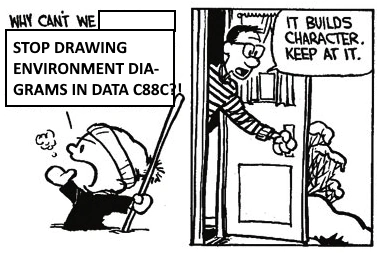 WHY CAN'T WE
STOP DRAWING
ENVIRONMENT DIA-
GRAMS IN DATA C88C?!
IT BUILDS
CHARACTER.
KEEP AT IT.